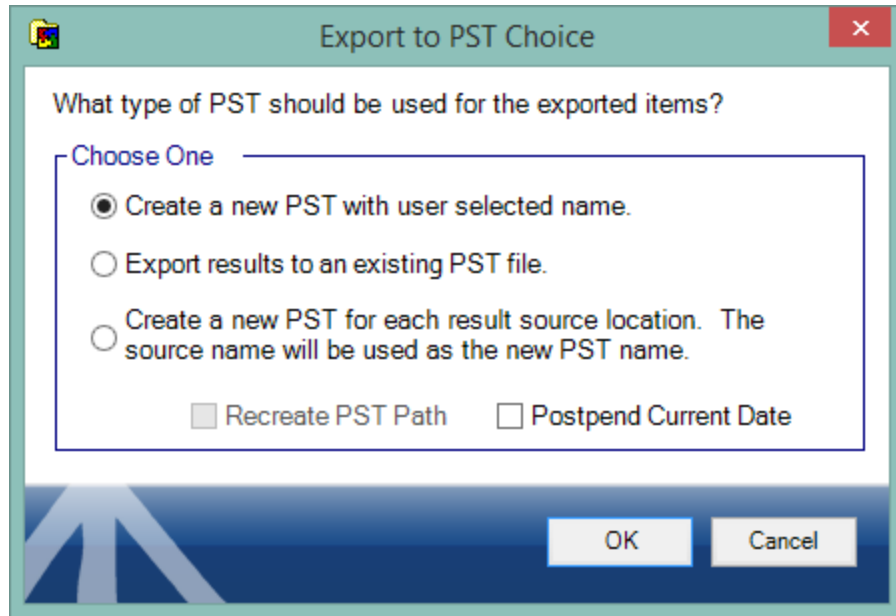 Export to PST Choice
What type of PST should be used for the exported items?
Choose One
Create a new PST with user selected name.
Export results to an existing PST file.
Create a new PST for each result source location.  The
source name will be used as the new PST name.
Recreate PST Path
Postpend Current Date
OK
Cancel